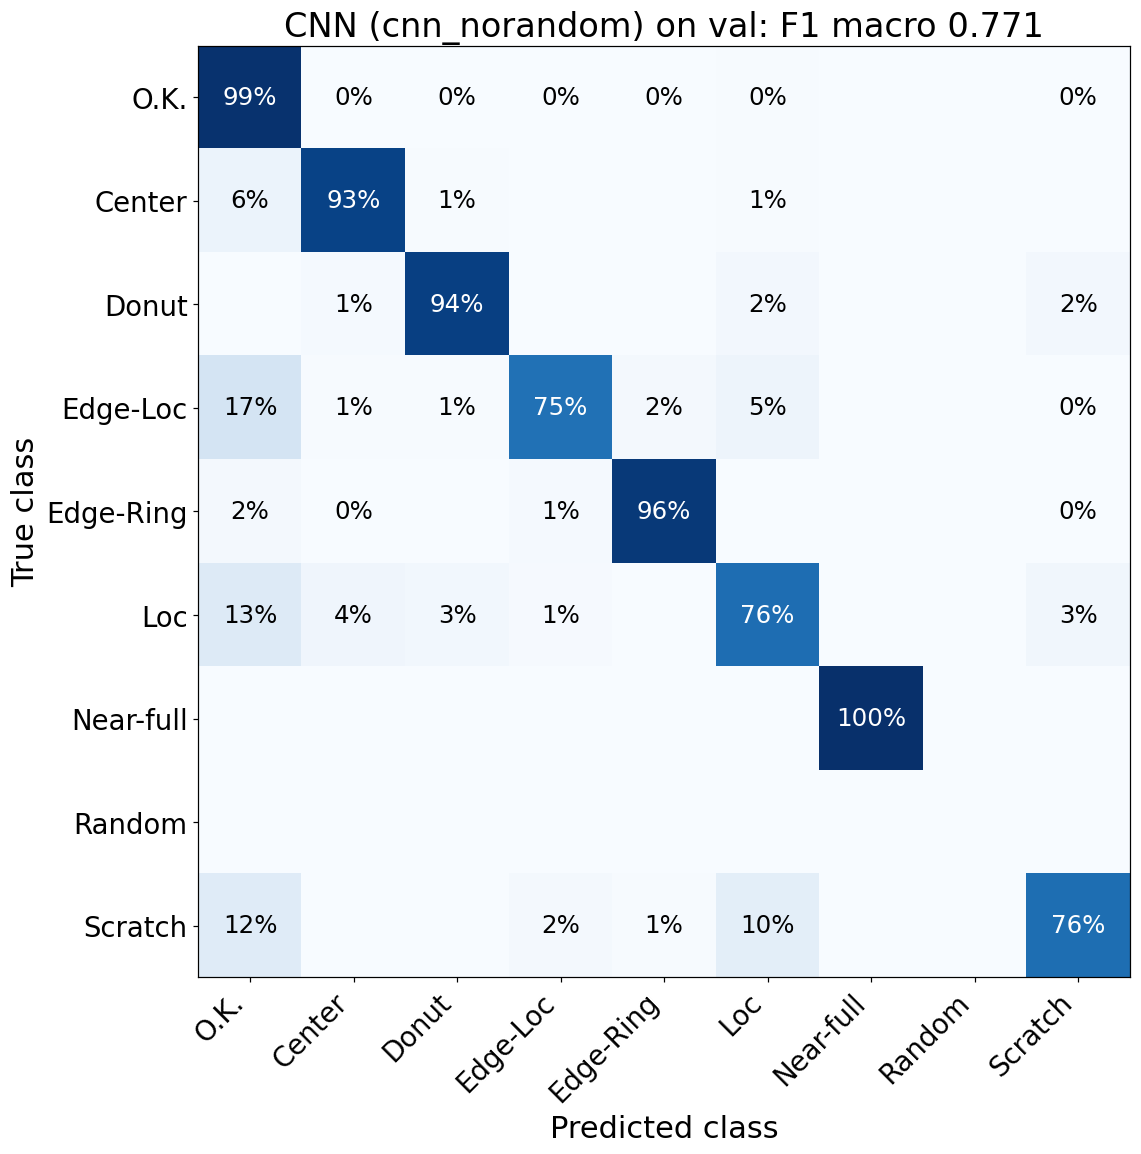 CNN (cnn_norandom) on val: F1 macro 0.771
O.K. 99% 0% 0% 0% 0% 0% 0%
Center 6% 93% 1% 1%
Donut 1% 94% 2% 2%
Edge-Loc 17% 1% 1% 75% 2% 5% 0%
Edge-Ring 2% 0% 1% 96% 0%
Loc 13% 4% 3% 1% 76% 3%
Near-full 100%
Random
Scratch 12% 2% 1% 10% 76%
True class
O.K. Center Donut Edge-Loc Edge-Ring Loc Near-full Random Scratch
Predicted class